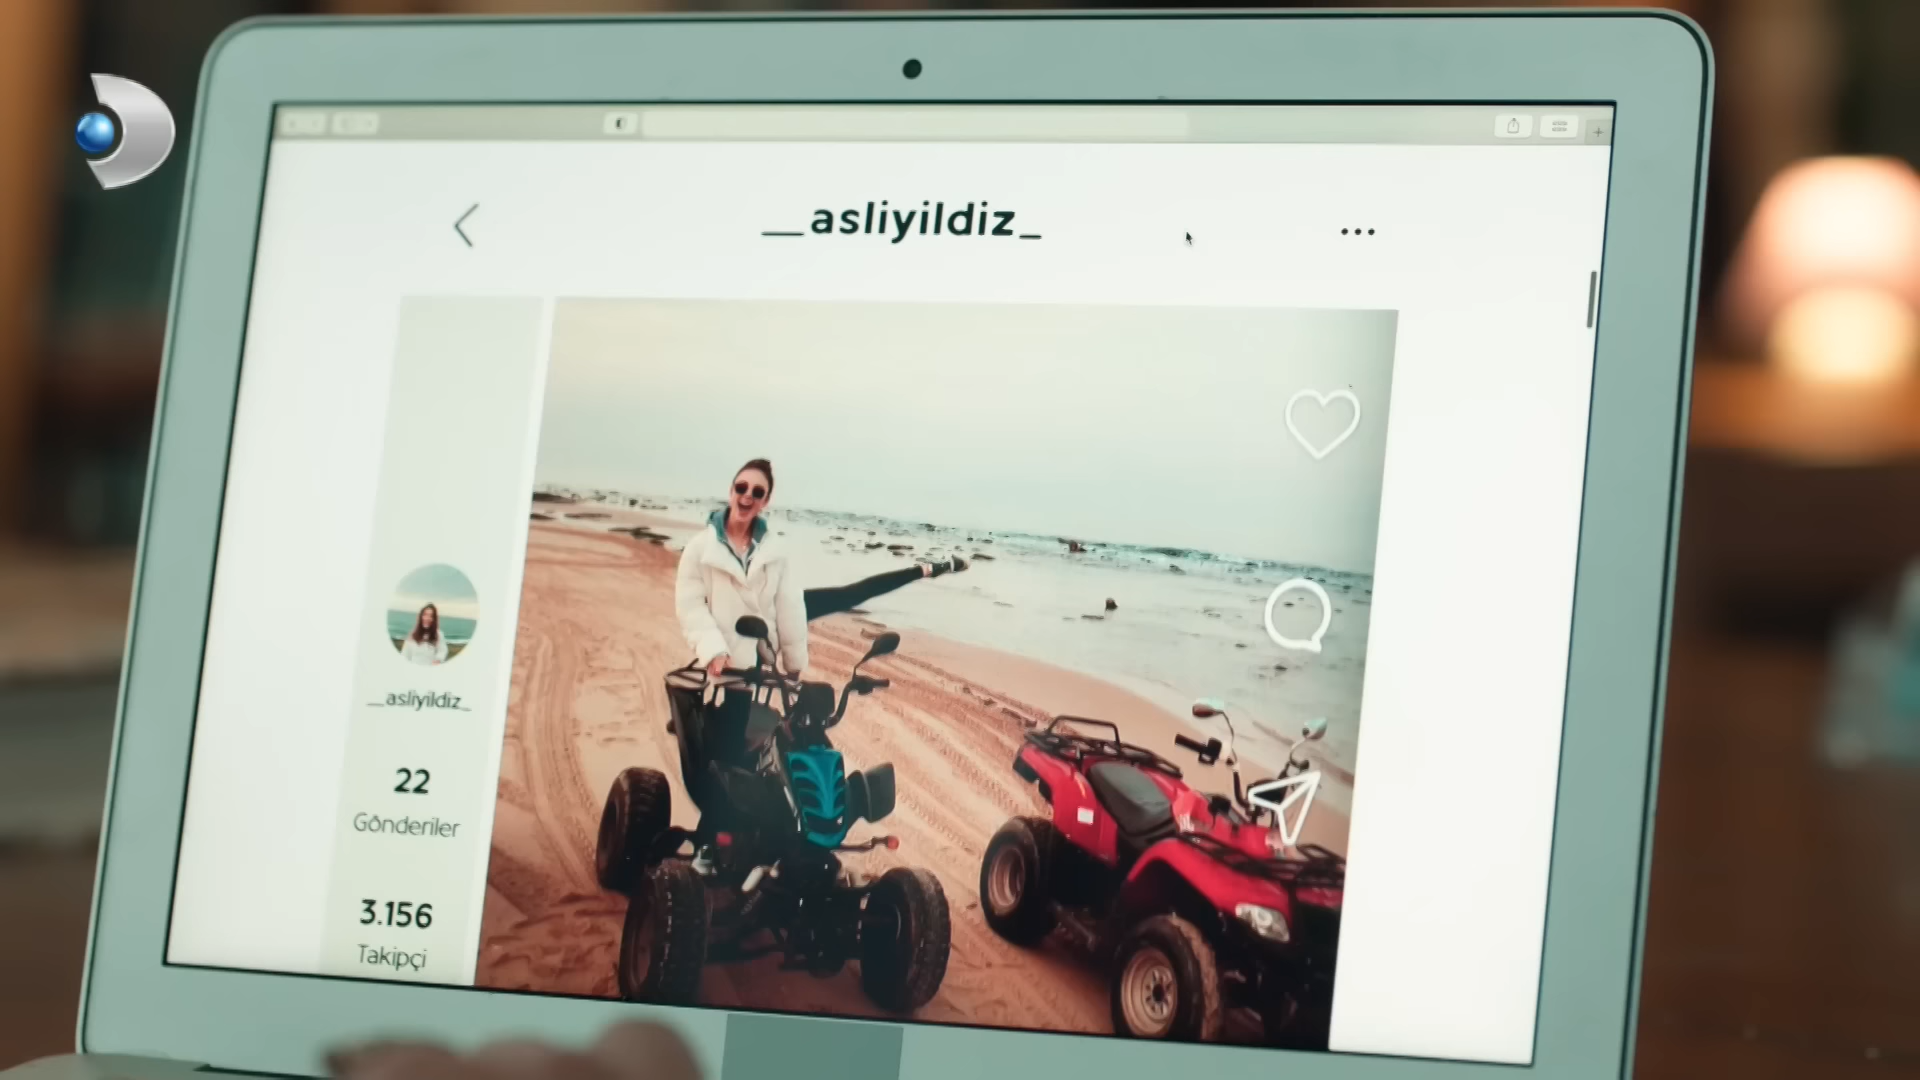 __asliyildiz_
__asliyildiz_
22
Gönderiler
3.156
Takipçi